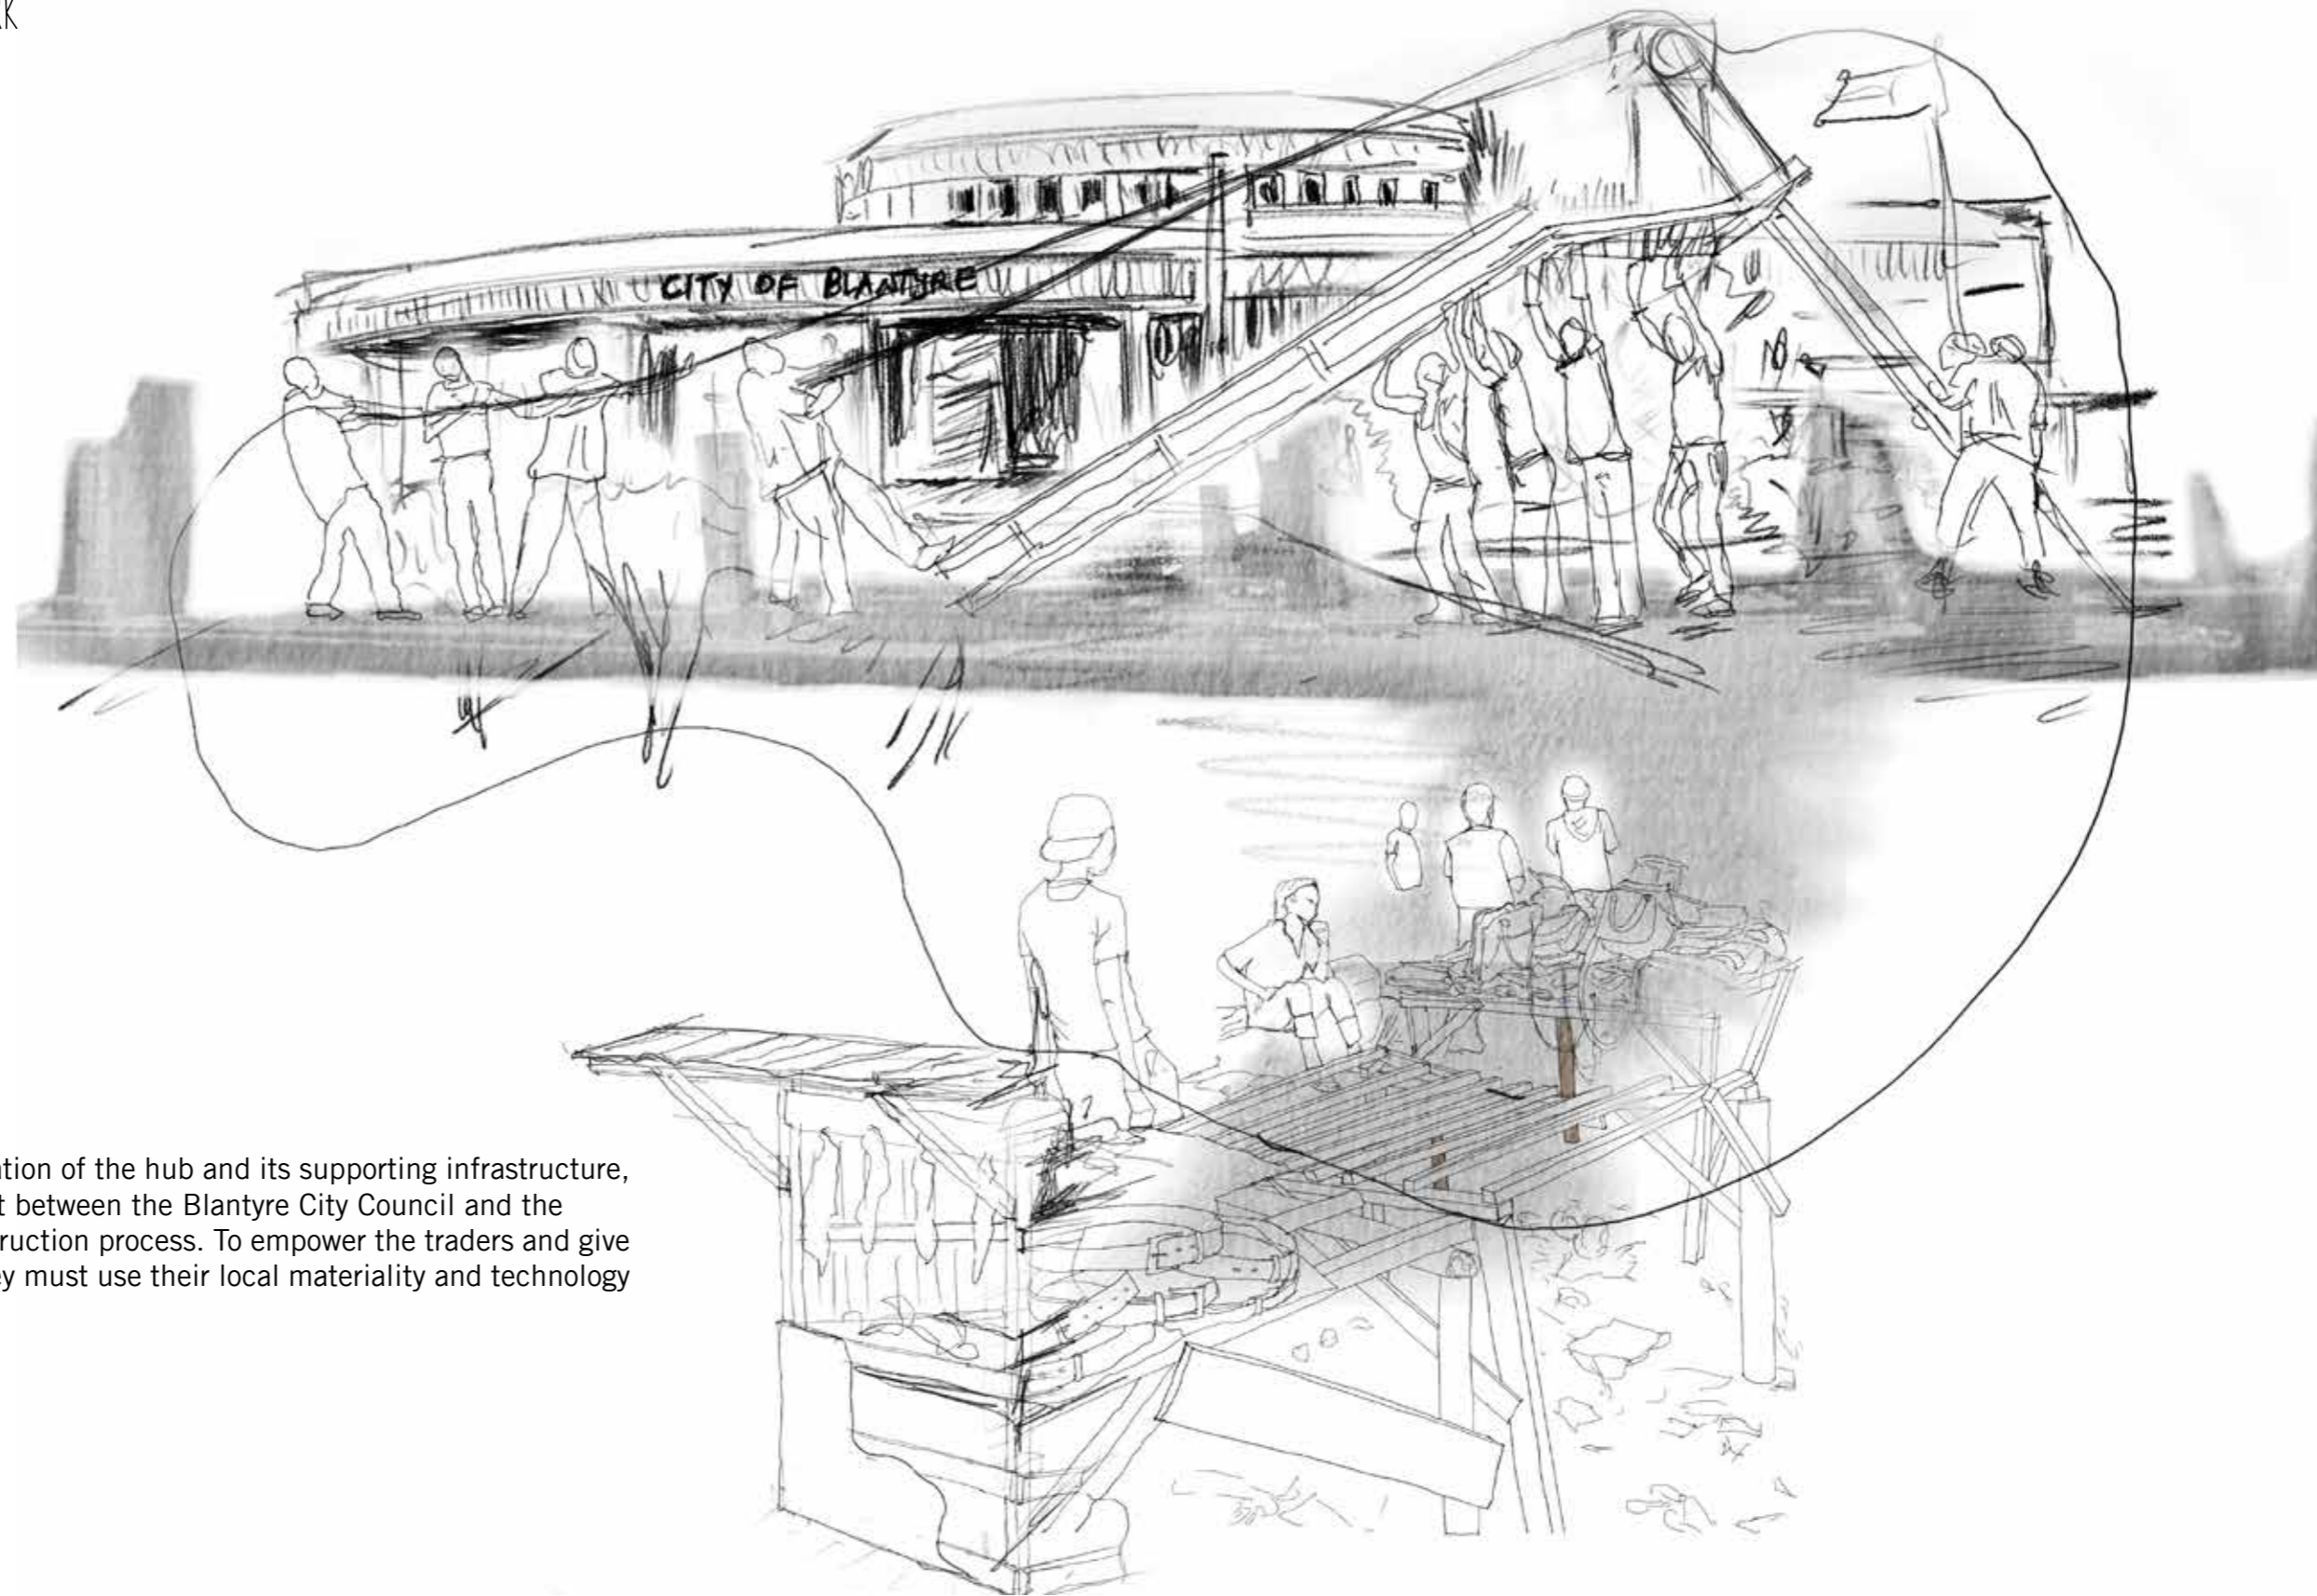 CITY OF BLANTYRE
ation of the hub and its supporting infrastructure,
t between the Blantyre City Council and the
ruction process. To empower the traders and give
ey must use their local materiality and technology